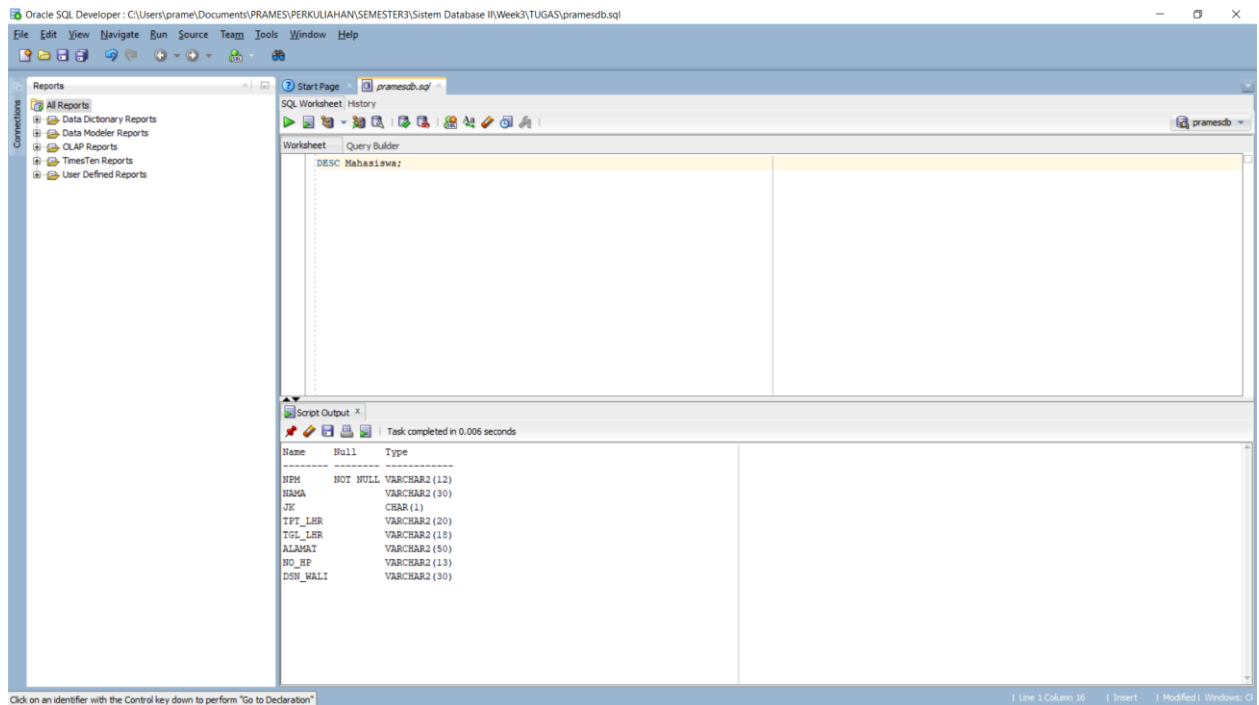 Oracle SQL Developer : C:\Users\prame\Documents\PRAMES\PERKULIAHAN\SEMESTER3\Sistem Database II\Week3\TUGAS\pramesdb.sql
File Edit View Navigate Run Source Team Tools Window Help
Connections
Reports
All Reports
Data Dictionary Reports
Data Modeler Reports
OLAP Reports
TimesTen Reports
User Defined Reports
Start Page
pramesdb.sql
SQL Worksheet History
pramesdb
Worksheet Query Builder
DESC Mahasiswa;
Script Output x
Task completed in 0.006 seconds
Name Null Type
-------- -------- ------------
NPM NOT NULL VARCHAR2(12)
NAMA VARCHAR2(30)
JK CHAR(1)
TPT_LHR VARCHAR2(20)
TGL_LHR VARCHAR2(18)
ALAMAT VARCHAR2(50)
NO_HP VARCHAR2(13)
DSN_WALI VARCHAR2(30)
Click on an identifier with the Control key down to perform "Go to Declaration"
| Line 1 Column 16 | Insert | Modified | Windows: Cl